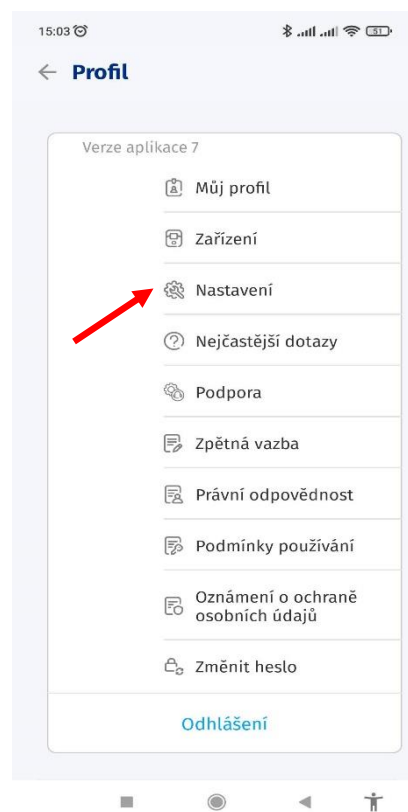 15:03
51
Profil
Verze aplikace 7
Můj profil
Zařízení
Nastavení
Nejčastější dotazy
Podpora
Zpětná vazba
Právní odpovědnost
Podmínky používání
Oznámení o ochraně
osobních údajů
Změnit heslo
Odhlášení